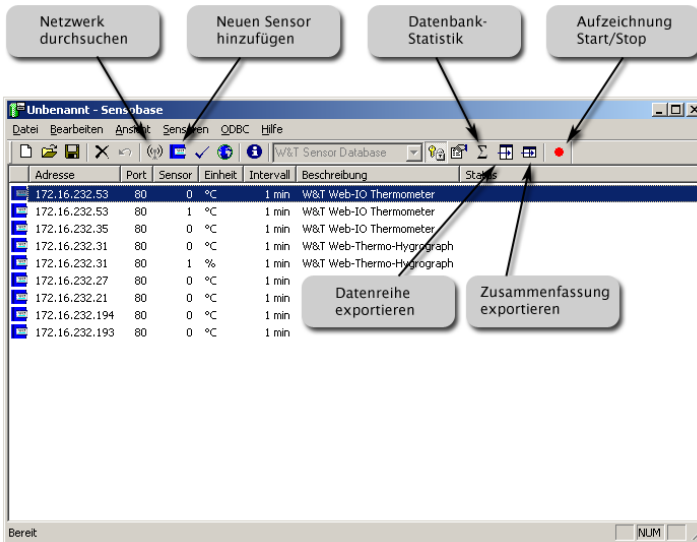 Netzwerk
durchsuchen
Neuen Sensor
hinzufügen
Datenbank-
Statistik
Aufzeichnung
Start/Stop
Unbenannt - Sensobase
Datei Bearbeiten Ansicht Sensoren ODBC Hilfe
W&T Sensor Database
Adresse Port Sensor Einheit Intervall Beschreibung Status
172.16.232.53 80 0 °C 1 min W&T Web-IO Thermometer
172.16.232.53 80 1 °C 1 min W&T Web-IO Thermometer
172.16.232.35 80 0 °C 1 min W&T Web-IO Thermometer
172.16.232.31 80 0 °C 1 min W&T Web-Thermo-Hygrograph
172.16.232.31 80 1 % 1 min W&T Web-Thermo-Hygrograph
172.16.232.27 80 0 °C 1 min
172.16.232.21 80 0 °C 1 min
172.16.232.194 80 0 °C 1 min
172.16.232.193 80 0 °C 1 min
Datenreihe
exportieren
Zusammenfassung
exportieren
Bereit NUM